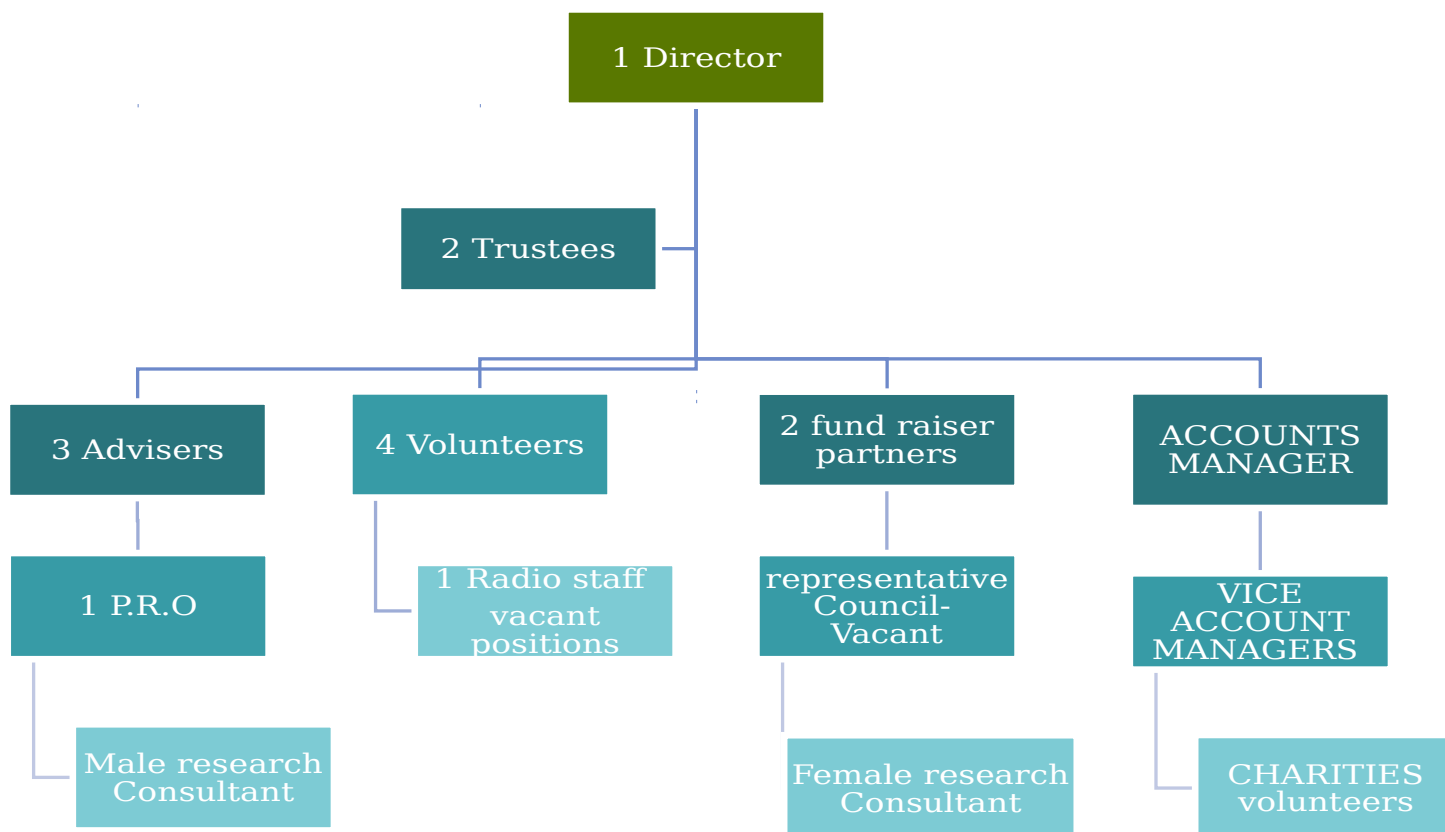 1 Director
2 Trustees
3 Advisers
4 Volunteers
2 fund raiser
partners
ACCOUNTS
MANAGER
1 P.R.O
1 Radio staff
vacant
positions
representative
Council-
Vacant
VICE
ACCOUNT
MANAGERS
Male research
Consultant
Female research
Consultant
CHARITIES
volunteers